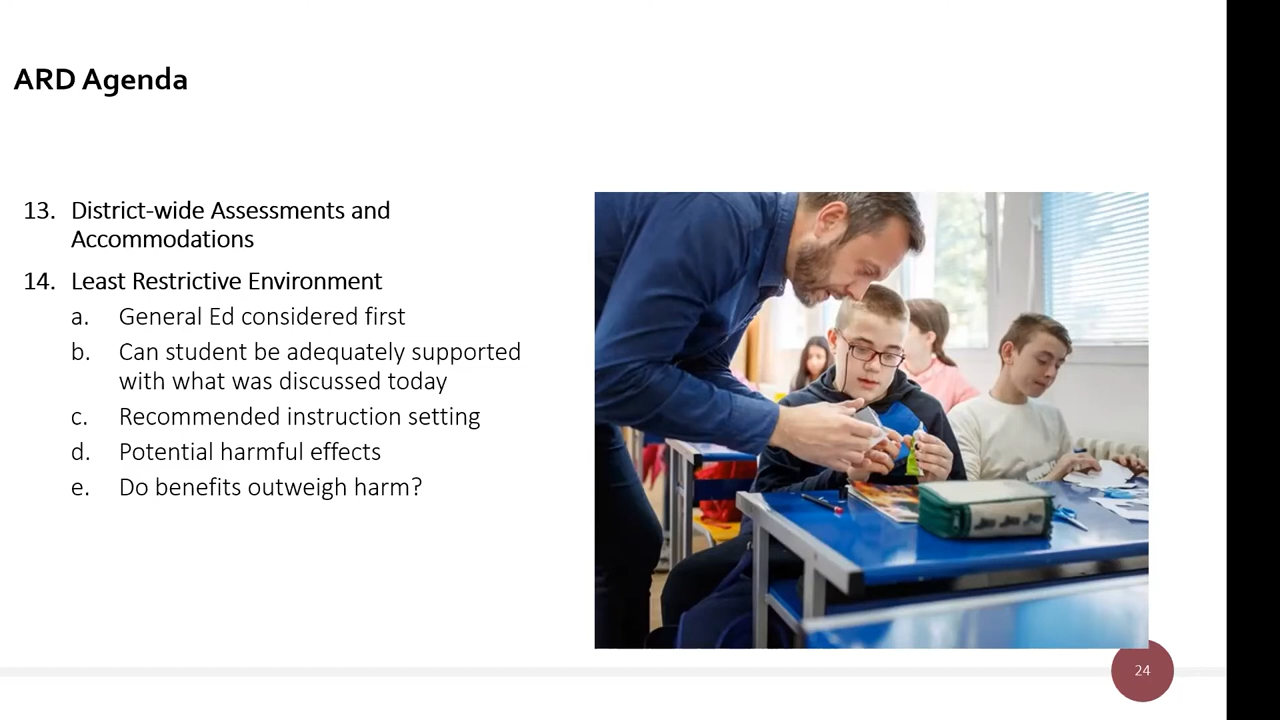 ARD Agenda
13. District-wide Assessments and
Accommodations
14. Least Restrictive Environment
a. General Ed considered first
b. Can student be adequately supported
with what was discussed today
c. Recommended instruction setting
d. Potential harmful effects
e. Do benefits outweigh harm?
24